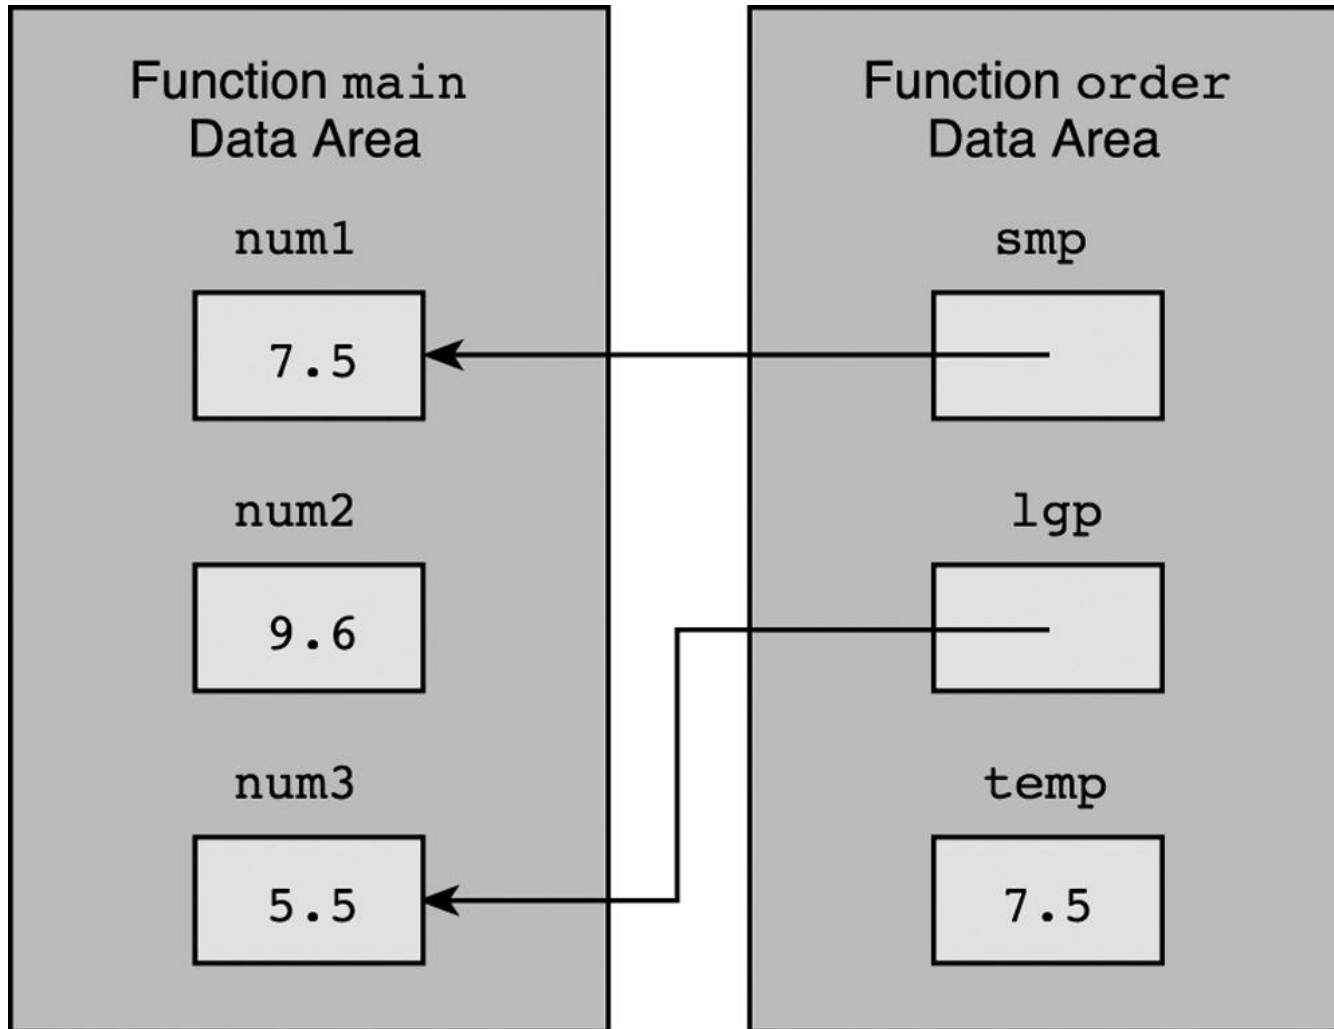 Function main
Data Area
num1
7.5
num2
9.6
num3
5.5
Function order
Data Area
smp
lgp
temp
7.5